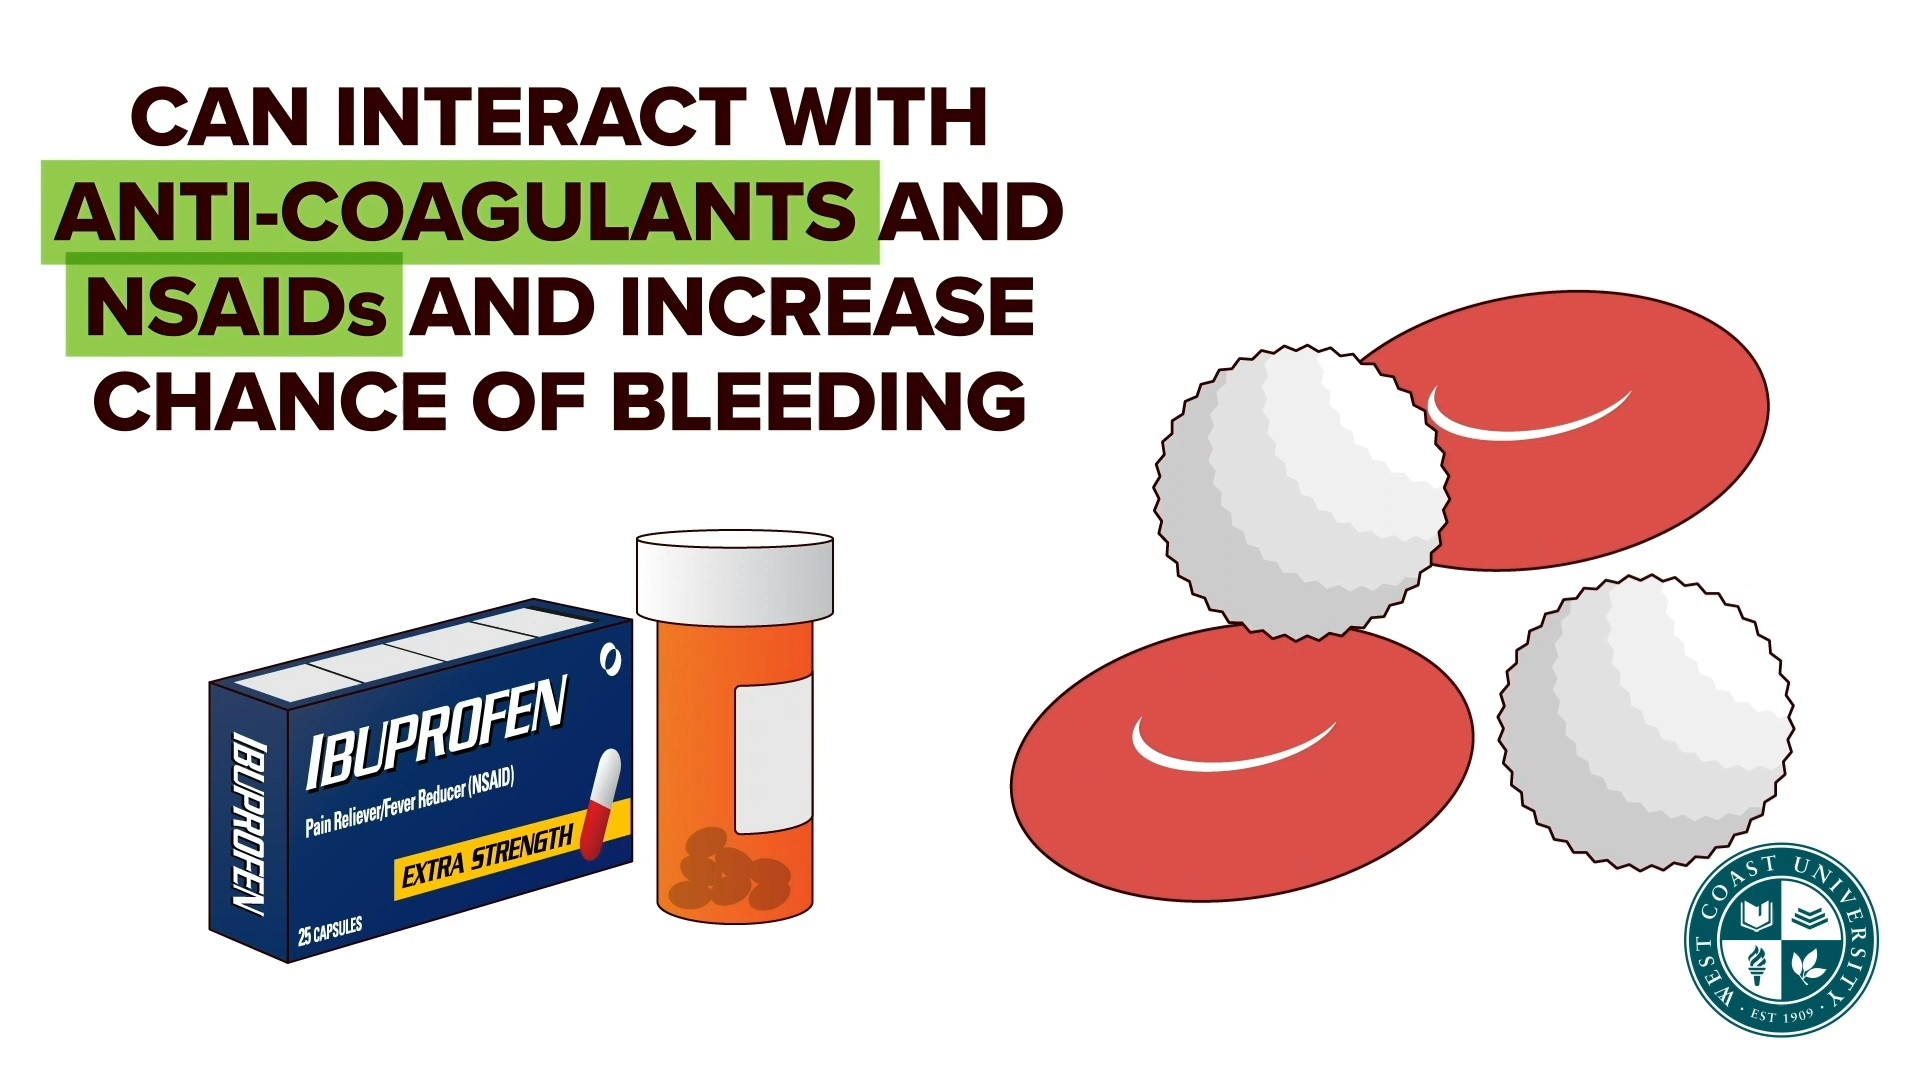 CAN INTERACT WITH
ANTI-COAGULANTS AND
NSAIDs AND INCREASE
CHANCE OF BLEEDING
IBUPROFEN
IBUPROFEN
Pain Reliever/Fever Reducer (NSAID)
EXTRA STRENGTH
25 CAPSULES
WEST COAST UNIVERSITY
· EST 1909 ·